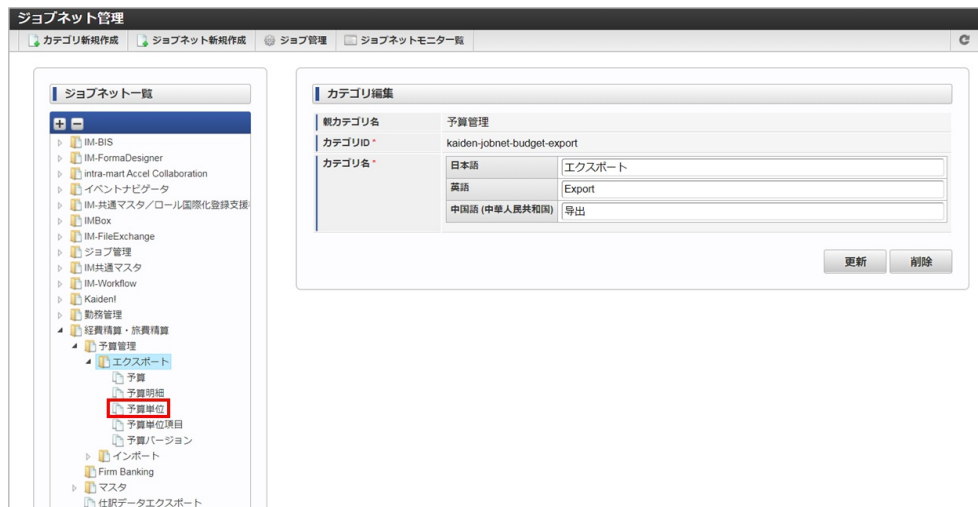 ジョブネット管理
カテゴリ新規作成 ジョブネット新規作成 ジョブ管理 ジョブネットモニタ一覧
ジョブネット一覧
IM-BIS
IM-FormaDesigner
intra-mart Accel Collaboration
イベントナビゲータ
IM-共通マスタ／ロール国際化登録支援
IMBox
IM-FileExchange
ジョブ管理
IM共通マスタ
IM-Workflow
Kaiden!
勤務管理
経費精算・旅費精算
予算管理
エクスポート
予算
予算明細
予算単位
予算単位項目
予算バージョン
インポート
Firm Banking
マスタ
仕訳データエクスポート
カテゴリ編集
親カテゴリ名 予算管理
カテゴリID * kaiden-jobnet-budget-export
カテゴリ名 *
日本語 エクスポート
英語 Export
中国語 (中華人民共和国) 导出
更新 削除